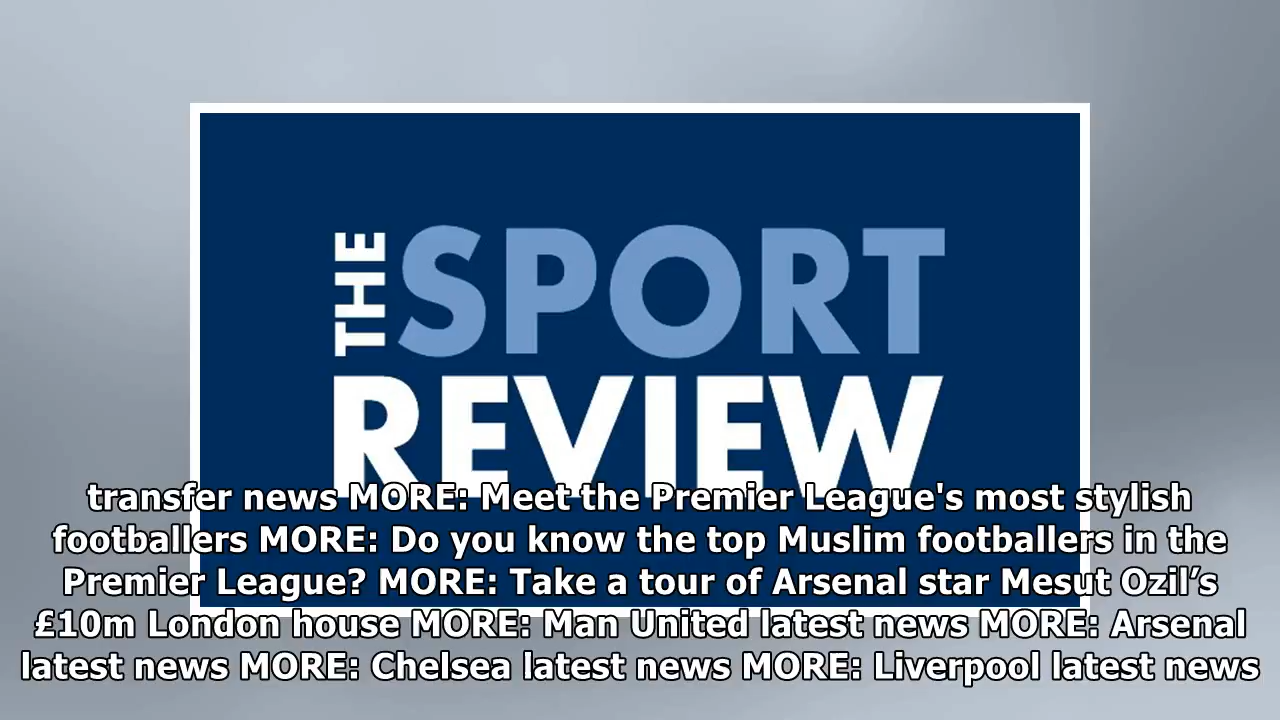 THE SPORT
REVIEW
transfer news MORE: Meet the Premier League's most stylish
footballers MORE: Do you know the top Muslim footballers in the
Premier League? MORE: Take a tour of Arsenal star Mesut Ozil’s
£10m London house MORE: Man United latest news MORE: Arsenal
latest news MORE: Chelsea latest news MORE: Liverpool latest news